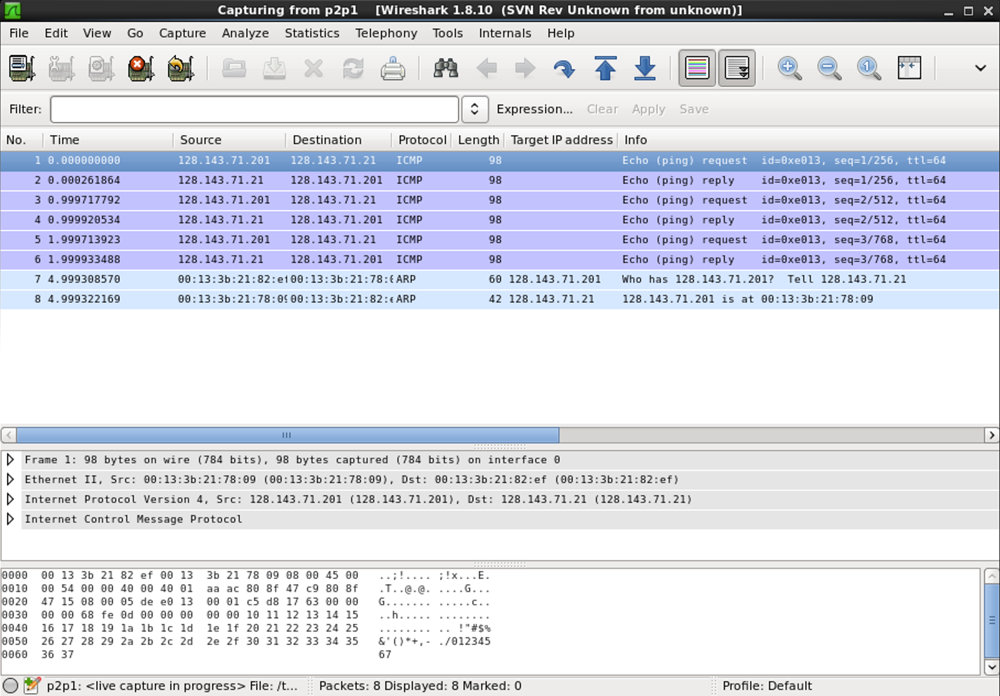 Capturing from p2p1 [Wireshark 1.8.10 (SVN Rev Unknown from unknown)]
File Edit View Go Capture Analyze Statistics Telephony Tools Internals Help
Filter: Expression... Clear Apply Save
No. Time Source Destination Protocol Length Target IP address Info
1 0.000000000 128.143.71.201 128.143.71.21 ICMP 98 Echo (ping) request id=0xe013, seq=1/256, ttl=64
2 0.000261864 128.143.71.21 128.143.71.201 ICMP 98 Echo (ping) reply id=0xe013, seq=1/256, ttl=64
3 0.999717792 128.143.71.201 128.143.71.21 ICMP 98 Echo (ping) request id=0xe013, seq=2/512, ttl=64
4 0.999920534 128.143.71.21 128.143.71.201 ICMP 98 Echo (ping) reply id=0xe013, seq=2/512, ttl=64
5 1.999713923 128.143.71.201 128.143.71.21 ICMP 98 Echo (ping) request id=0xe013, seq=3/768, ttl=64
6 1.999933488 128.143.71.21 128.143.71.201 ICMP 98 Echo (ping) reply id=0xe013, seq=3/768, ttl=64
7 4.999308570 00:13:3b:21:82:ef 00:13:3b:21:78:0 ARP 60 128.143.71.201 Who has 128.143.71.201? Tell 128.143.71.21
8 4.999322169 00:13:3b:21:78:09 00:13:3b:21:82:e ARP 42 128.143.71.21 128.143.71.201 is at 00:13:3b:21:78:09
Frame 1: 98 bytes on wire (784 bits), 98 bytes captured (784 bits) on interface 0
Ethernet II, Src: 00:13:3b:21:78:09 (00:13:3b:21:78:09), Dst: 00:13:3b:21:82:ef (00:13:3b:21:82:ef)
Internet Protocol Version 4, Src: 128.143.71.201 (128.143.71.201), Dst: 128.143.71.21 (128.143.71.21)
Internet Control Message Protocol
0000 00 13 3b 21 82 ef 00 13 3b 21 78 09 08 00 45 00 ..;!.... ;!x...E.
0010 00 54 00 00 40 00 40 01 aa ac 80 8f 47 c9 80 8f .T..@.@. ....G...
0020 47 15 08 00 05 de e0 13 00 01 c5 d8 17 63 00 00 G....... .....c..
0030 00 00 68 fe 0d 00 00 00 00 00 10 11 12 13 14 15 ..h..... ........
0040 16 17 18 19 1a 1b 1c 1d 1e 1f 20 21 22 23 24 25 ........ .. !"#$%
0050 26 27 28 29 2a 2b 2c 2d 2e 2f 30 31 32 33 34 35 &'()*+,- ./012345
0060 36 37 67
p2p1: <live capture in progress> File: /t... Packets: 8 Displayed: 8 Marked: 0 Profile: Default